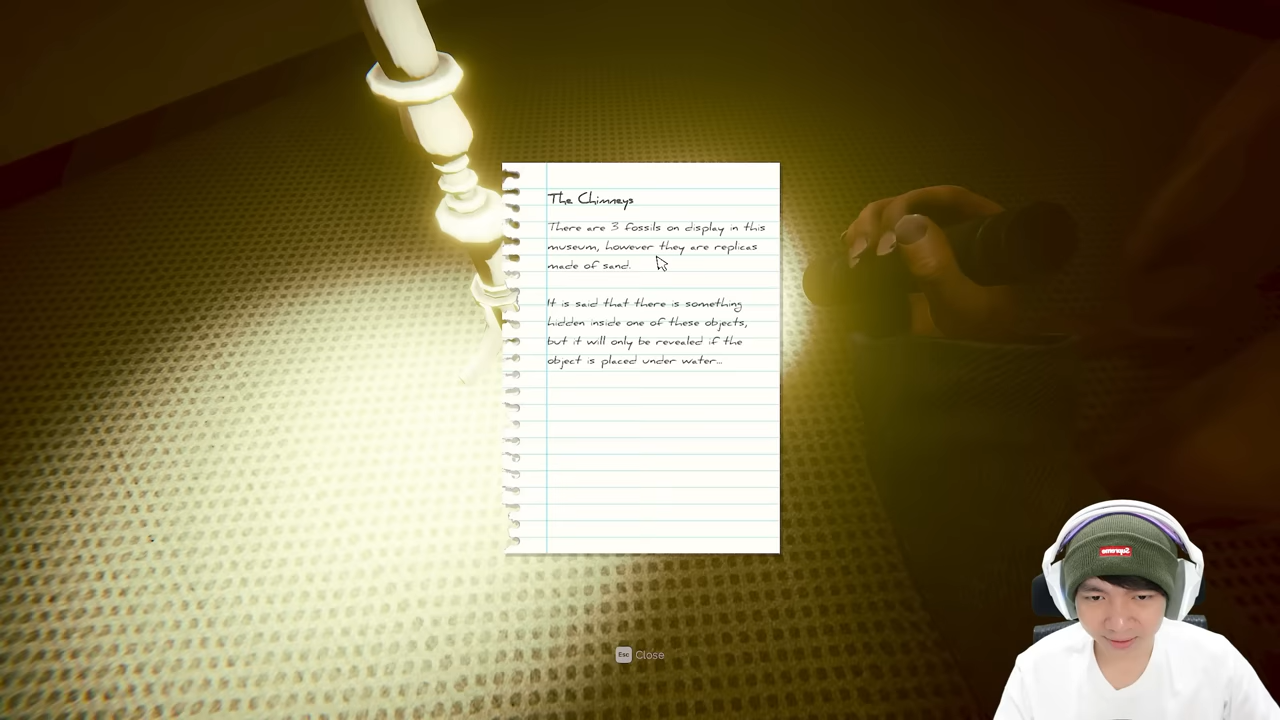 The Chimneys
There are 3 fossils on display in this
museum, however they are replicas
made of sand.
It is said that there is something
hidden inside one of these objects,
but it will only be revealed if the
object is placed under water...
Esc Close
Supreme